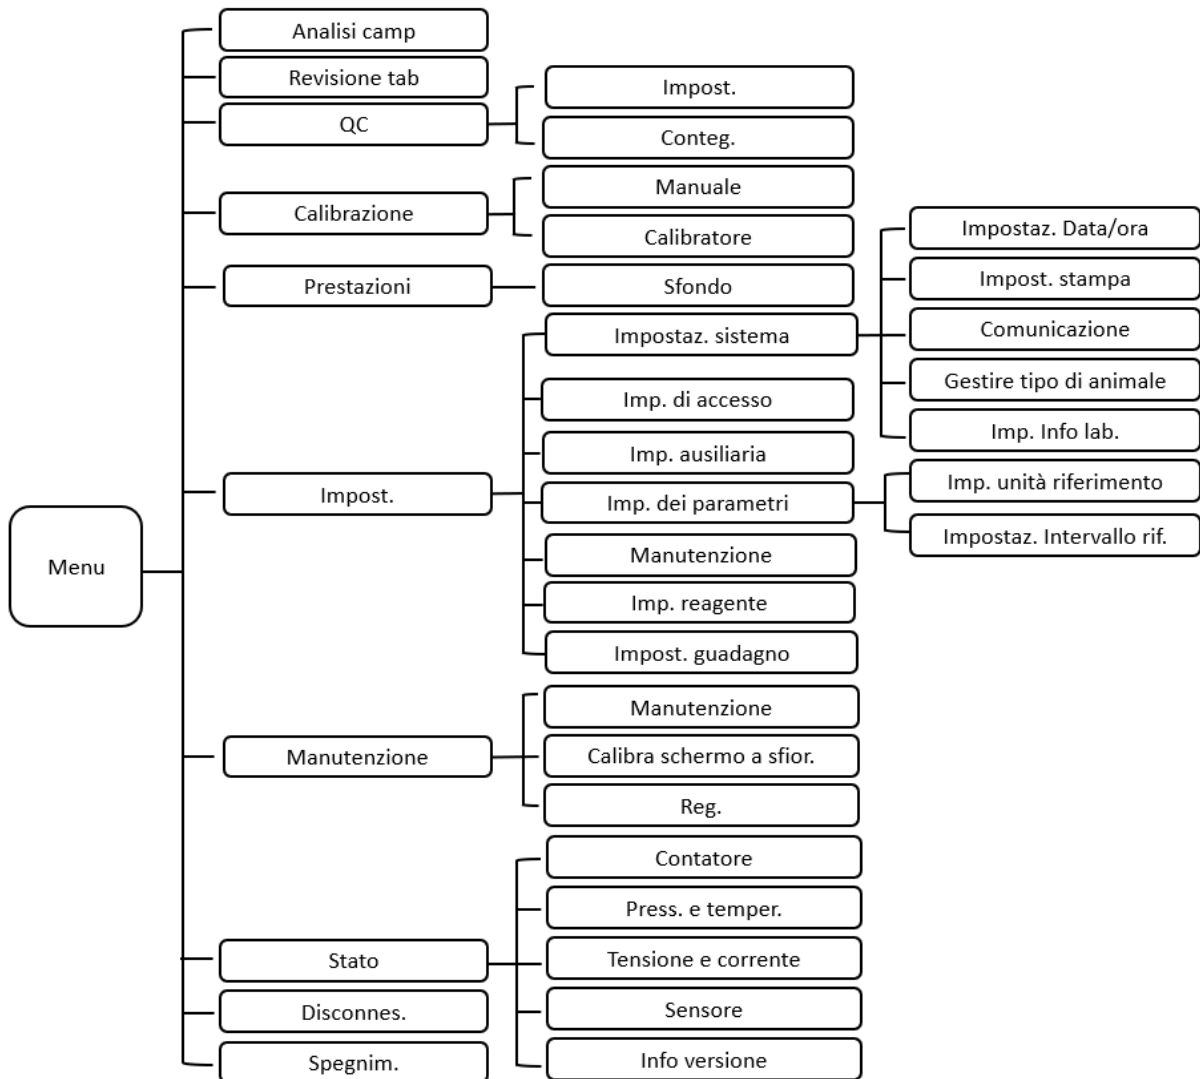 Menu
Analisi camp
Revisione tab
QC
Impost.
Conteg.
Calibrazione
Manuale
Calibratore
Prestazioni
Sfondo
Impost.
Impostaz. sistema
Impostaz. Data/ora
Impost. stampa
Comunicazione
Gestire tipo di animale
Imp. Info lab.
Imp. di accesso
Imp. ausiliaria
Imp. dei parametri
Imp. unità riferimento
Impostaz. Intervallo rif.
Manutenzione
Imp. reagente
Impost. guadagno
Manutenzione
Manutenzione
Calibra schermo a sfior.
Reg.
Stato
Contatore
Press. e temper.
Tensione e corrente
Sensore
Info versione
Disconnes.
Spegnim.